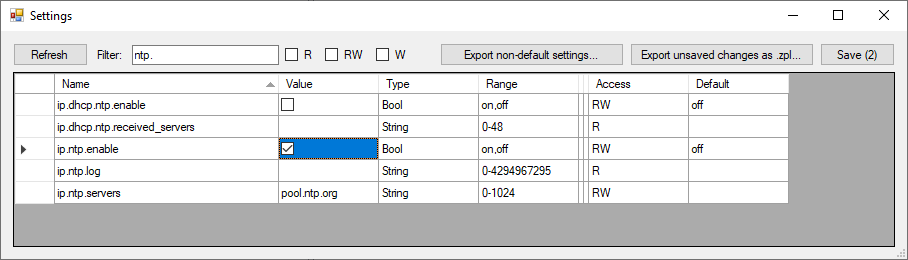 Settings
Refresh Filter: ntp. R RW W Export non-default settings... Export unsaved changes as .zpl... Save (2)
Name Value Type Range Access Default
ip.dhcp.ntp.enable Bool on,off RW off
ip.dhcp.ntp.received_servers String 0-48 R
ip.ntp.enable Bool on,off RW off
ip.ntp.log String 0-4294967295 R
ip.ntp.servers pool.ntp.org String 0-1024 RW